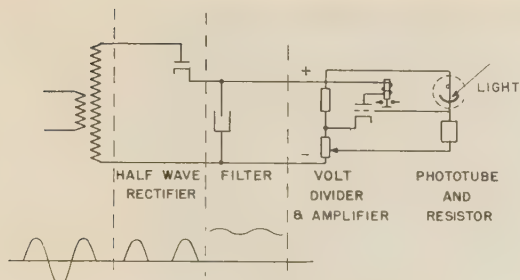 +
LIGHT
-
HALF WAVE
RECTIFIER
FILTER
VOLT
DIVIDER
& AMPLIFIER
PHOTOTUBE
AND
RESISTOR